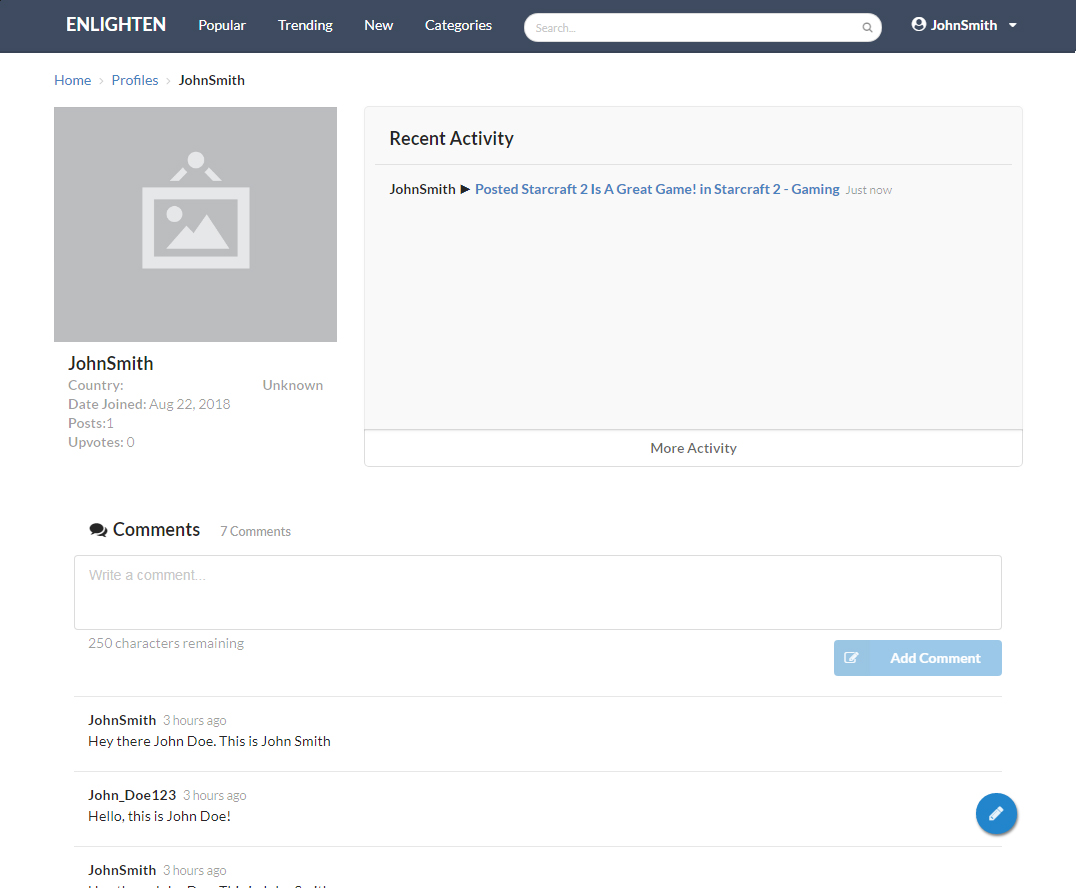 ENLIGHTEN Popular Trending New Categories Search... JohnSmith
Home › Profiles › JohnSmith
Recent Activity
JohnSmith ▶ Posted Starcraft 2 Is A Great Game! in Starcraft 2 - Gaming Just now
More Activity
JohnSmith
Country: Unknown
Date Joined: Aug 22, 2018
Posts:1
Upvotes: 0
Comments 7 Comments
Write a comment...
250 characters remaining
Add Comment
JohnSmith 3 hours ago
Hey there John Doe. This is John Smith
John_Doe123 3 hours ago
Hello, this is John Doe!
JohnSmith 3 hours ago